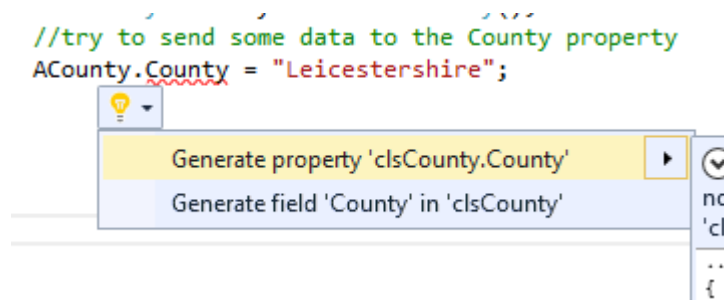 //try to send some data to the County property
ACounty.County = "Leicestershire";
Generate property 'clsCounty.County'
Generate field 'County' in 'clsCounty'
'cl
...
{